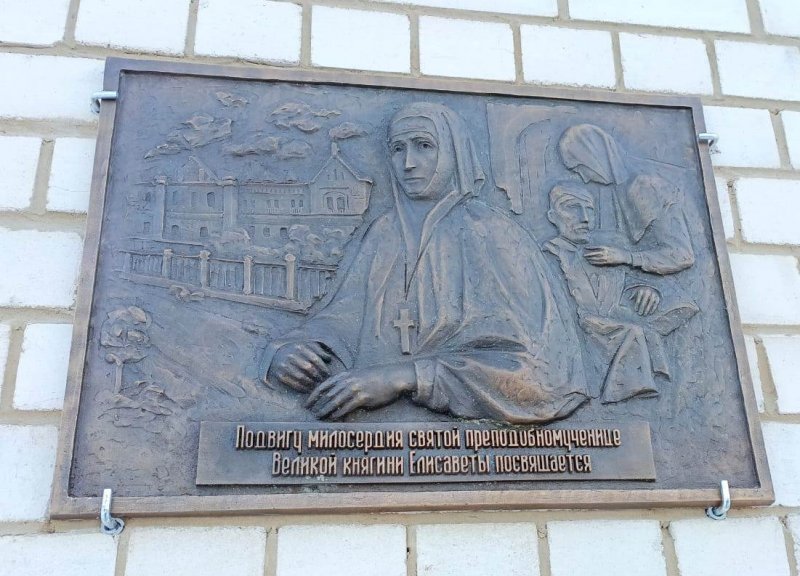 Подвигу милосердия святой преподобномученице
Великой княгини Елисаветы посвящается